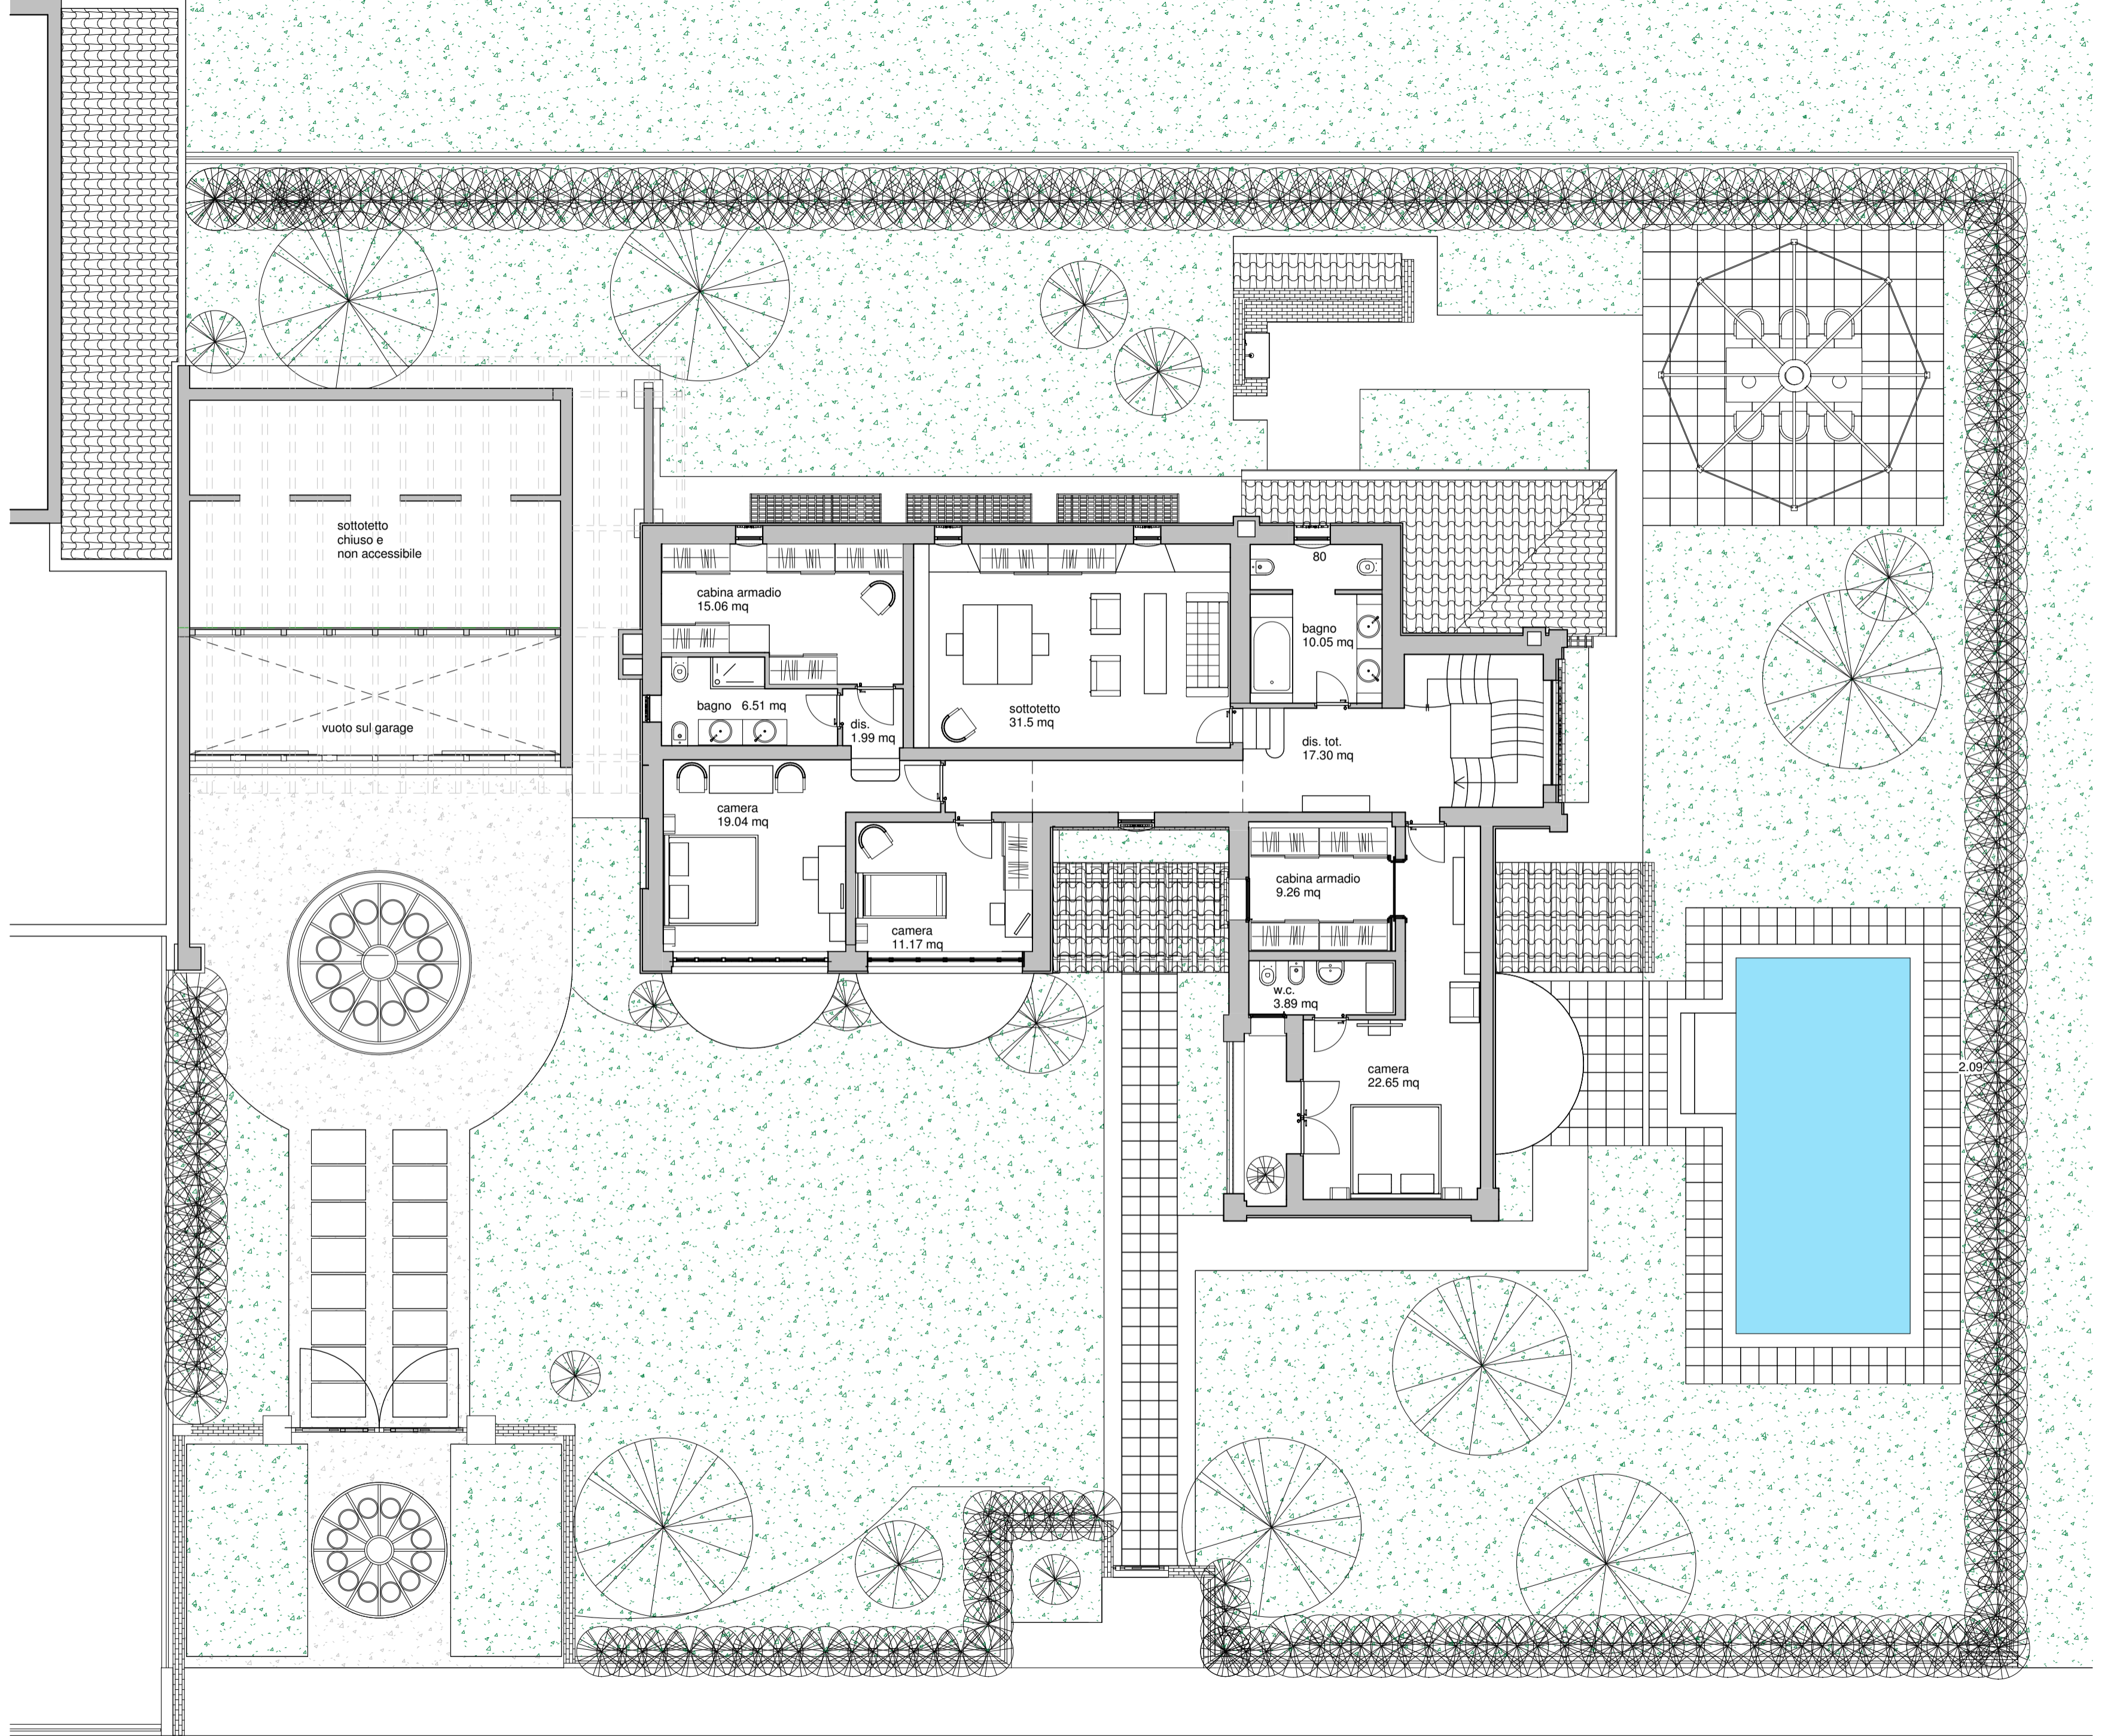 sottotetto
chiuso e
non accessibile
vuoto sul garage
cabina armadio
15.06 mq
bagno 6.51 mq
dis.
1.99 mq
sottotetto
31.5 mq
80
bagno
10.05 mq
dis. tot.
17.30 mq
camera
19.04 mq
camera
11.17 mq
cabina armadio
9.26 mq
w.c.
3.89 mq
camera
22.65 mq
2.09